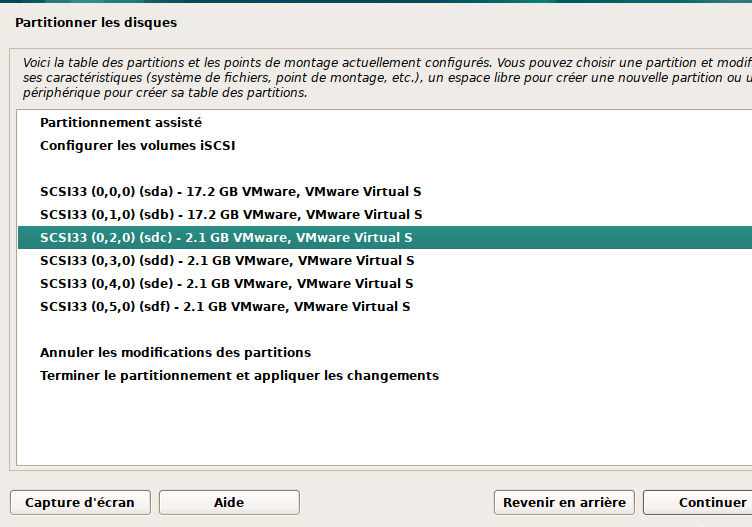 Partitionner les disques
Voici la table des partitions et les points de montage actuellement configurés. Vous pouvez choisir une partition et modif
ses caractéristiques (système de fichiers, point de montage, etc.), un espace libre pour créer une nouvelle partition ou u
périphérique pour créer sa table des partitions.
Partitionnement assisté
Configurer les volumes iSCSI
SCSI33 (0,0,0) (sda) - 17.2 GB VMware, VMware Virtual S
SCSI33 (0,1,0) (sdb) - 17.2 GB VMware, VMware Virtual S
SCSI33 (0,2,0) (sdc) - 2.1 GB VMware, VMware Virtual S
SCSI33 (0,3,0) (sdd) - 2.1 GB VMware, VMware Virtual S
SCSI33 (0,4,0) (sde) - 2.1 GB VMware, VMware Virtual S
SCSI33 (0,5,0) (sdf) - 2.1 GB VMware, VMware Virtual S
Annuler les modifications des partitions
Terminer le partitionnement et appliquer les changements
Capture d'écran
Aide
Revenir en arrière
Continuer